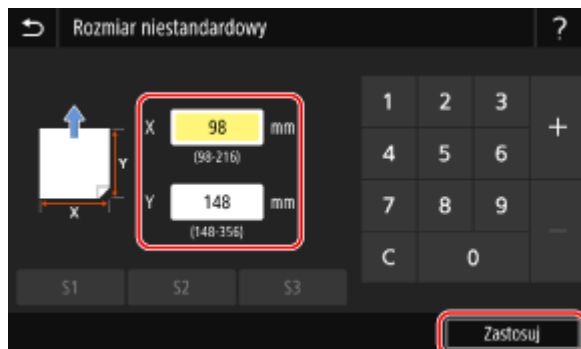 Rozmiar niestandardowy ?
X 98 mm
(98-216)
Y 148 mm
(148-356)
Y
X
1 2 3 +
4 5 6
7 8 9 -
C 0
S1 S2 S3
Zastosuj